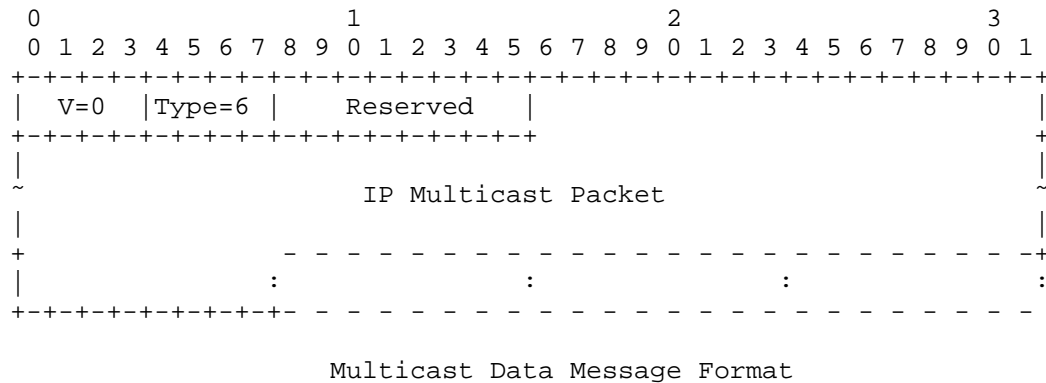 0                   1                   2                   3
0 1 2 3 4 5 6 7 8 9 0 1 2 3 4 5 6 7 8 9 0 1 2 3 4 5 6 7 8 9 0 1
+-+-+-+-+-+-+-+-+-+-+-+-+-+-+-+-+-+-+-+-+-+-+-+-+-+-+-+-+-+-+-+-+
|  V=0  |Type=6 |    Reserved   |                               |
+-+-+-+-+-+-+-+-+-+-+-+-+-+-+-+-+                               +
|                                                               |
~                     IP Multicast Packet                       ~
|                                                               |
+                - - - - - - - - - - - - - - - - - - - - - - - -+
|               :               :               :               :
+-+-+-+-+-+-+-+-+- - - - - - - - - - - - - - - - - - - - - - - -
Multicast Data Message Format